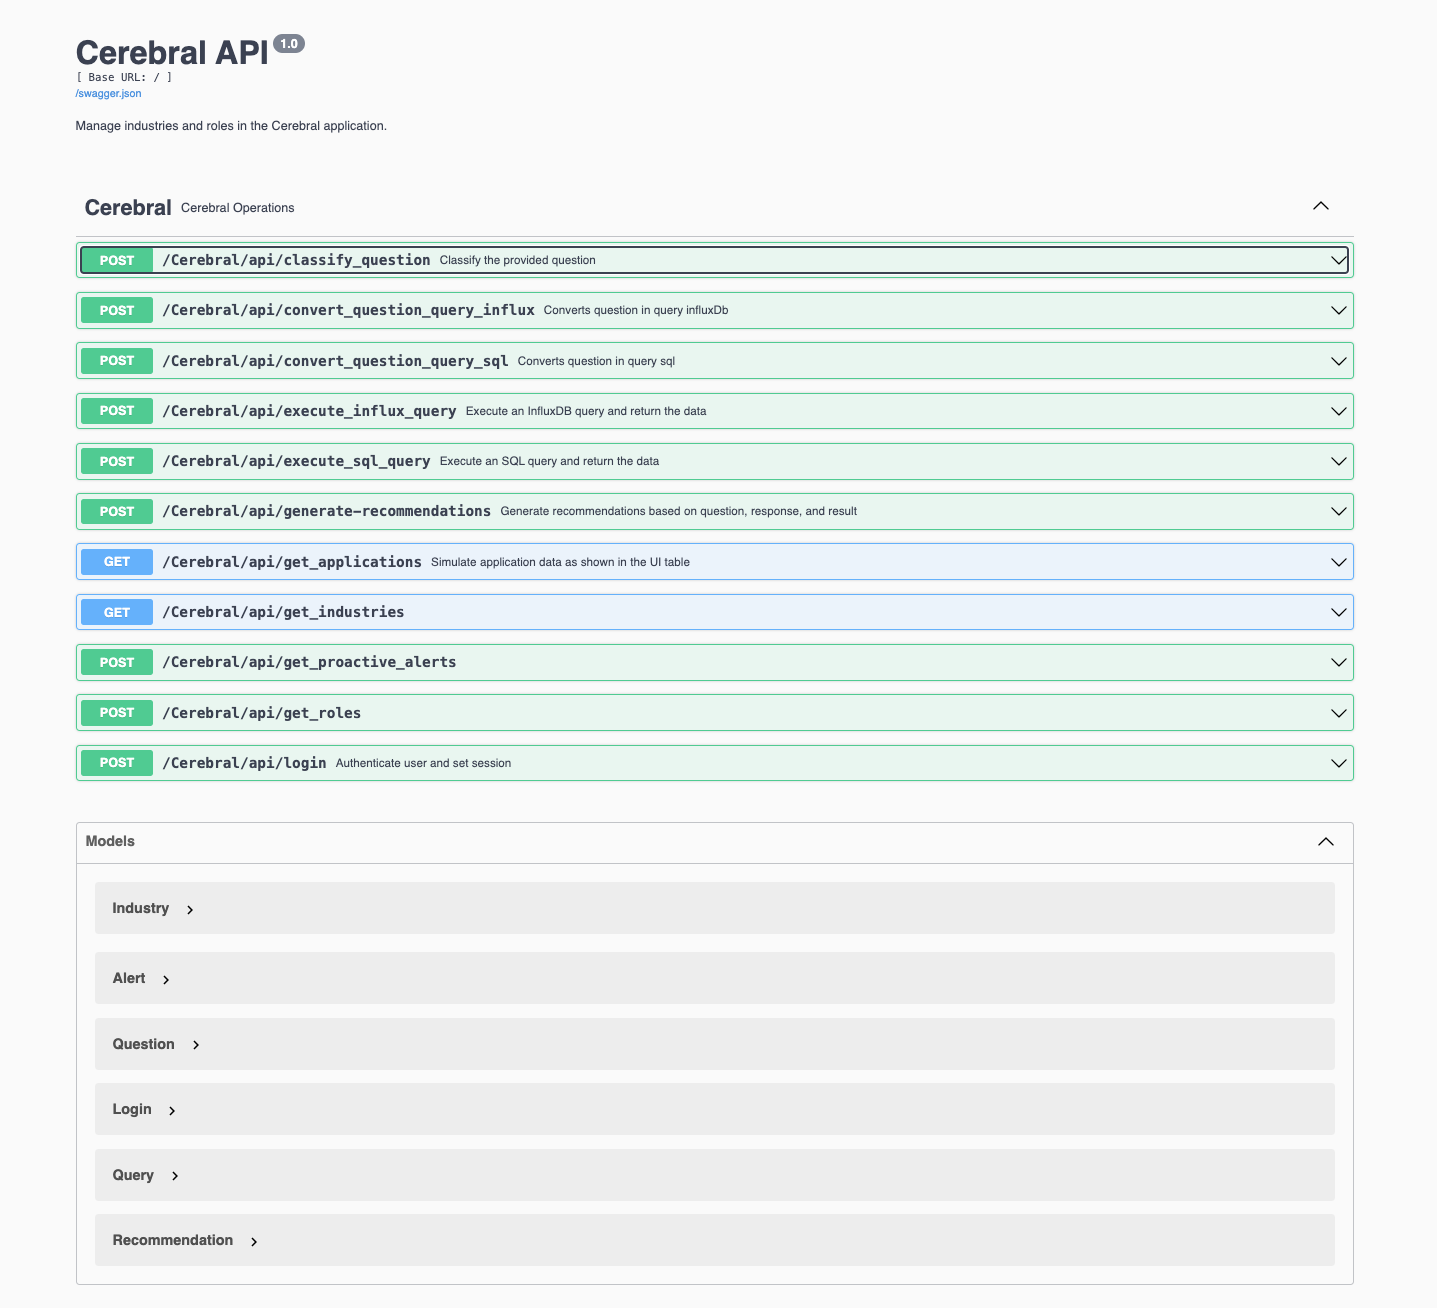 Cerebral API 1.0
[ Base URL: / ]
/swagger.json
Manage industries and roles in the Cerebral application.
Cerebral Cerebral Operations
POST /Cerebral/api/classify_question Classify the provided question
POST /Cerebral/api/convert_question_query_influx Converts question in query influxDb
POST /Cerebral/api/convert_question_query_sql Converts question in query sql
POST /Cerebral/api/execute_influx_query Execute an InfluxDB query and return the data
POST /Cerebral/api/execute_sql_query Execute an SQL query and return the data
POST /Cerebral/api/generate-recommendations Generate recommendations based on question, response, and result
GET /Cerebral/api/get_applications Simulate application data as shown in the UI table
GET /Cerebral/api/get_industries
POST /Cerebral/api/get_proactive_alerts
POST /Cerebral/api/get_roles
POST /Cerebral/api/login Authenticate user and set session
Models
Industry
Alert
Question
Login
Query
Recommendation